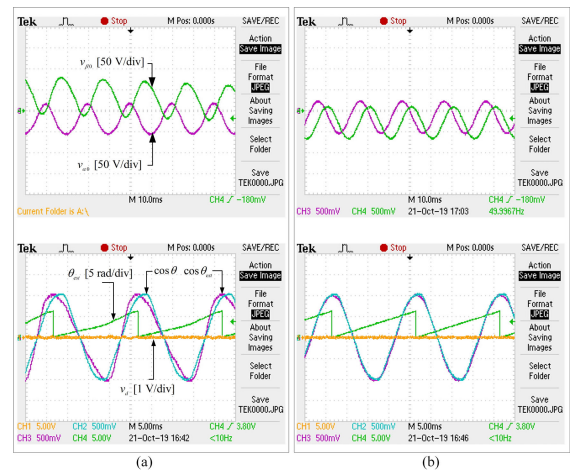 Tek Stop M Pos: 0.000s SAVE/REC
Action
Save Image
File
Format
JPEG
About
Saving
Images
Select
Folder
Save
TEK0000.JPG
vβn [50 V/div]
vαn [50 V/div]
M 10.0ms CH4 ∕ -180mV
Current Folder is A:\
Tek Stop M Pos: 0.000s SAVE/REC
Action
Save Image
File
Format
JPEG
About
Saving
Images
Select
Folder
Save
TEK0000.JPG
M 10.0ms CH4 ∕ -180mV
CH3 500mV CH4 500mV 21-Oct-19 17:03 49.9967Hz
Tek Stop M Pos: 0.000s SAVE/REC
Action
Save Image
File
Format
JPEG
About
Saving
Images
Select
Folder
Save
TEK0000.JPG
θest [5 rad/div] cosθ cosθest
vd [1 V/div]
CH1 5.00V CH2 500mV M 5.00ms CH4 ∕ 3.80V
CH3 500mV CH4 5.00V 21-Oct-19 16:42 <10Hz
Tek Stop M Pos: 0.000s SAVE/REC
Action
Save Image
File
Format
JPEG
About
Saving
Images
Select
Folder
Save
TEK0000.JPG
CH1 5.00V CH2 500mV M 5.00ms CH4 ∕ 3.80V
CH3 500mV CH4 5.00V 21-Oct-19 16:46 <10Hz
(a) (b)